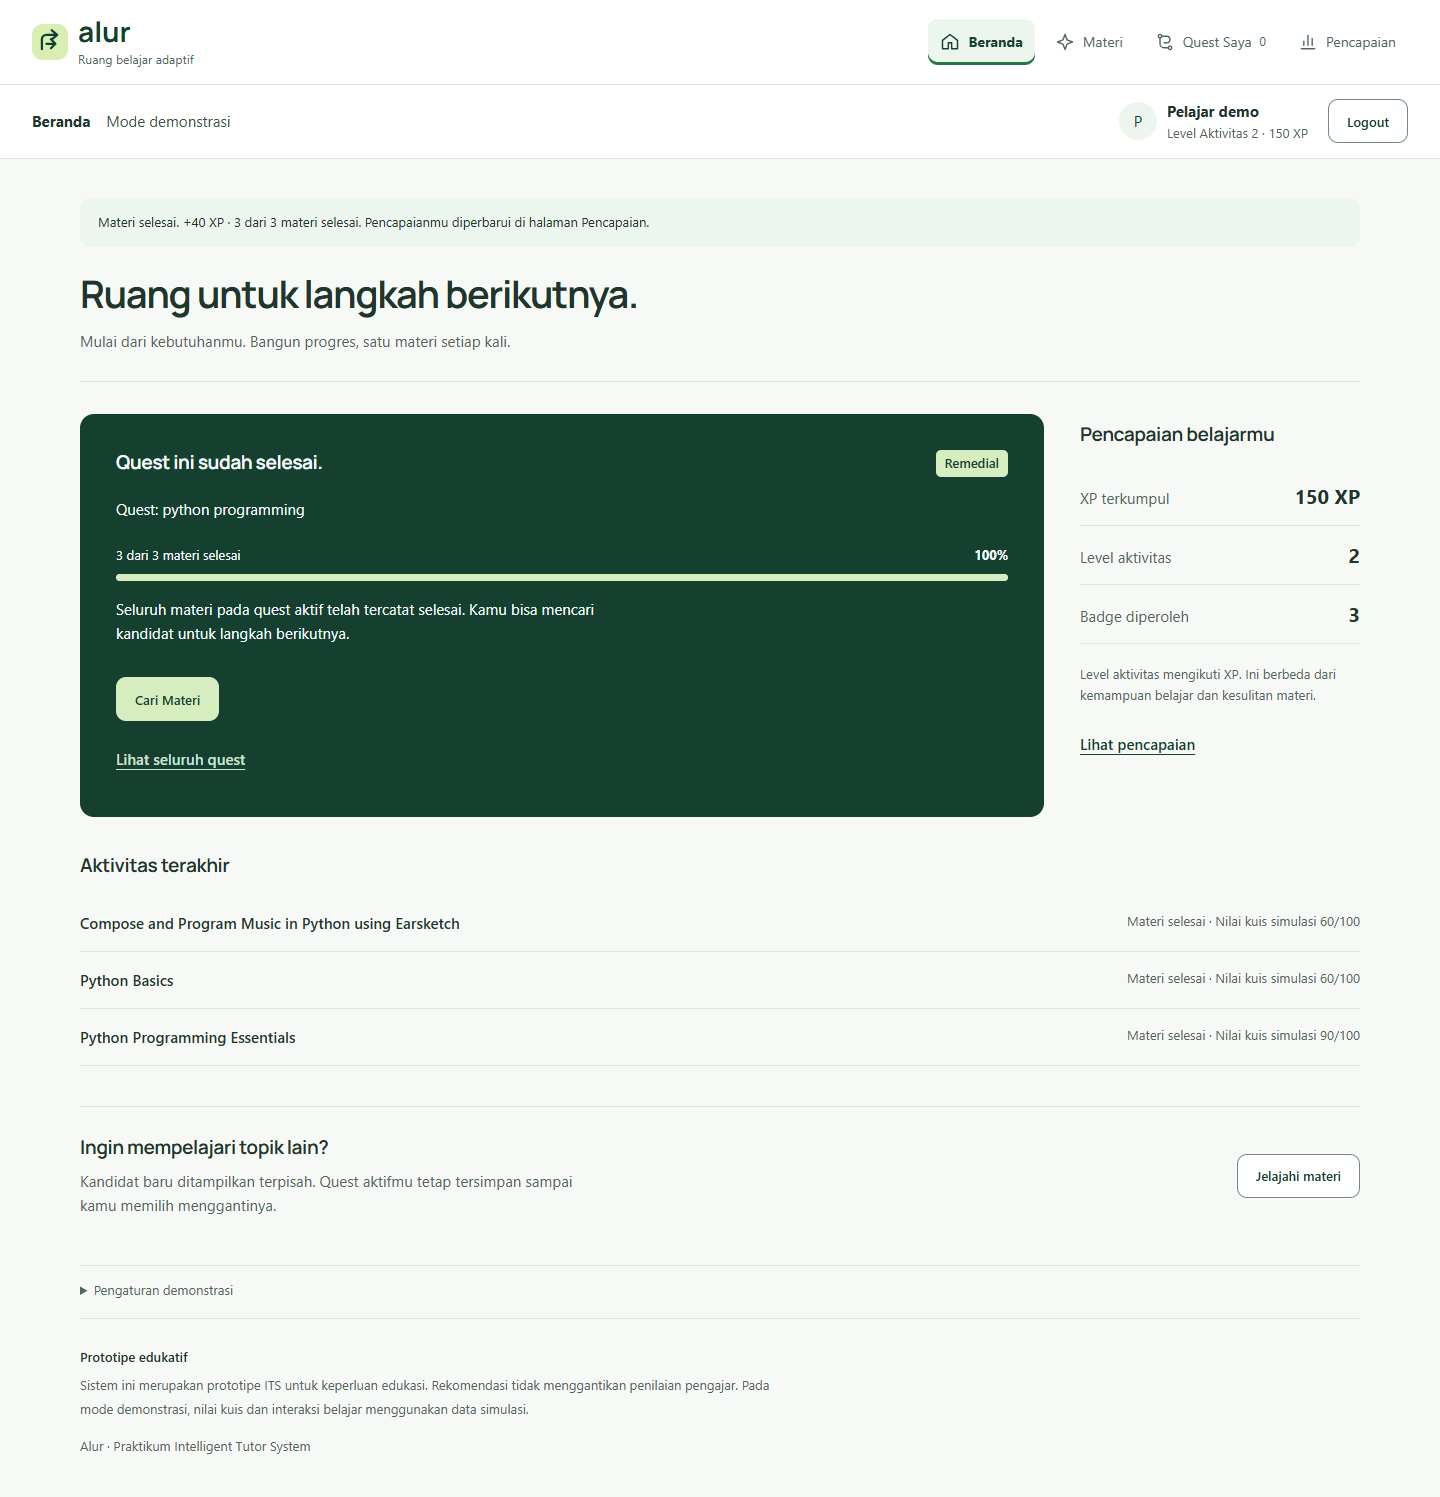 alur
Ruang belajar adaptif
Beranda
Materi
Quest Saya 0
Pencapaian
Beranda
Mode demonstrasi
P
Pelajar demo
Level Aktivitas 2 · 150 XP
Logout
Materi selesai. +40 XP · 3 dari 3 materi selesai. Pencapaianmu diperbarui di halaman Pencapaian.
Ruang untuk langkah berikutnya.
Mulai dari kebutuhanmu. Bangun progres, satu materi setiap kali.
Quest ini sudah selesai.
Remedial
Quest: python programming
3 dari 3 materi selesai
100%
Seluruh materi pada quest aktif telah tercatat selesai. Kamu bisa mencari
kandidat untuk langkah berikutnya.
Cari Materi
Lihat seluruh quest
Pencapaian belajarmu
XP terkumpul
150 XP
Level aktivitas
2
Badge diperoleh
3
Level aktivitas mengikuti XP. Ini berbeda dari
kemampuan belajar dan kesulitan materi.
Lihat pencapaian
Aktivitas terakhir
Compose and Program Music in Python using Earsketch
Materi selesai · Nilai kuis simulasi 60/100
Python Basics
Materi selesai · Nilai kuis simulasi 60/100
Python Programming Essentials
Materi selesai · Nilai kuis simulasi 90/100
Ingin mempelajari topik lain?
Kandidat baru ditampilkan terpisah. Quest aktifmu tetap tersimpan sampai
kamu memilih menggantinya.
Jelajahi materi
Pengaturan demonstrasi
Prototipe edukatif
Sistem ini merupakan prototipe ITS untuk keperluan edukasi. Rekomendasi tidak menggantikan penilaian pengajar. Pada
mode demonstrasi, nilai kuis dan interaksi belajar menggunakan data simulasi.
Alur · Praktikum Intelligent Tutor System